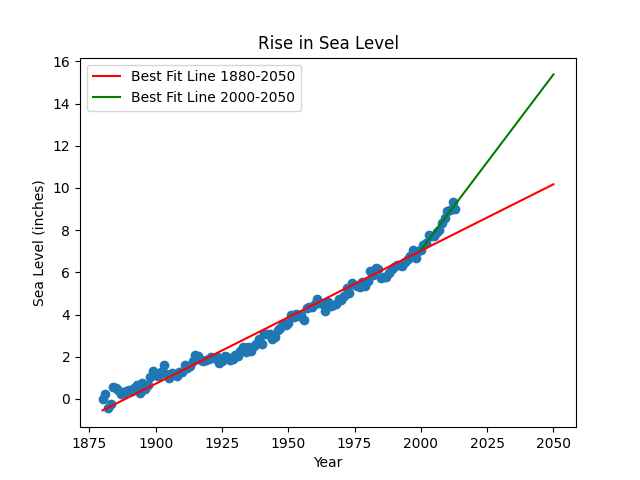 Rise in Sea Level
Best Fit Line 1880-2050
Best Fit Line 2000-2050
Sea Level (inches)
16
14
12
10
8
6
4
2
0
1875 1900 1925 1950 1975 2000 2025 2050
Year